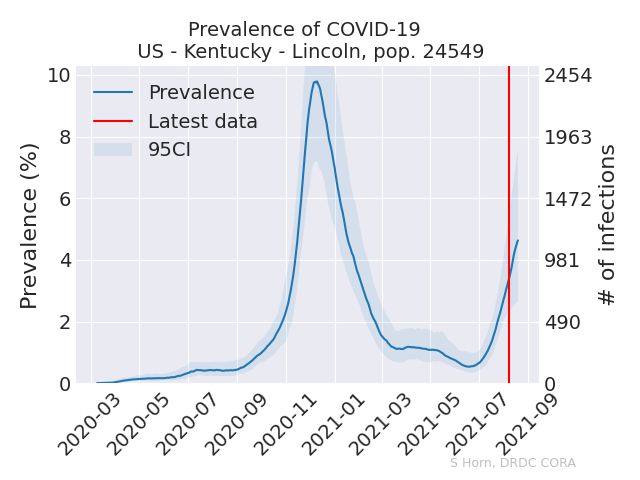 Prevalence of COVID-19
US - Kentucky - Lincoln, pop. 24549
Prevalence
Latest data
95CI
Prevalence (%)
10
8
6
4
2
0
2454
1963
1472
981
490
0
# of infections
2020-03
2020-05
2020-07
2020-09
2020-11
2021-01
2021-03
2021-05
2021-07
2021-09
S Horn, DRDC CORA